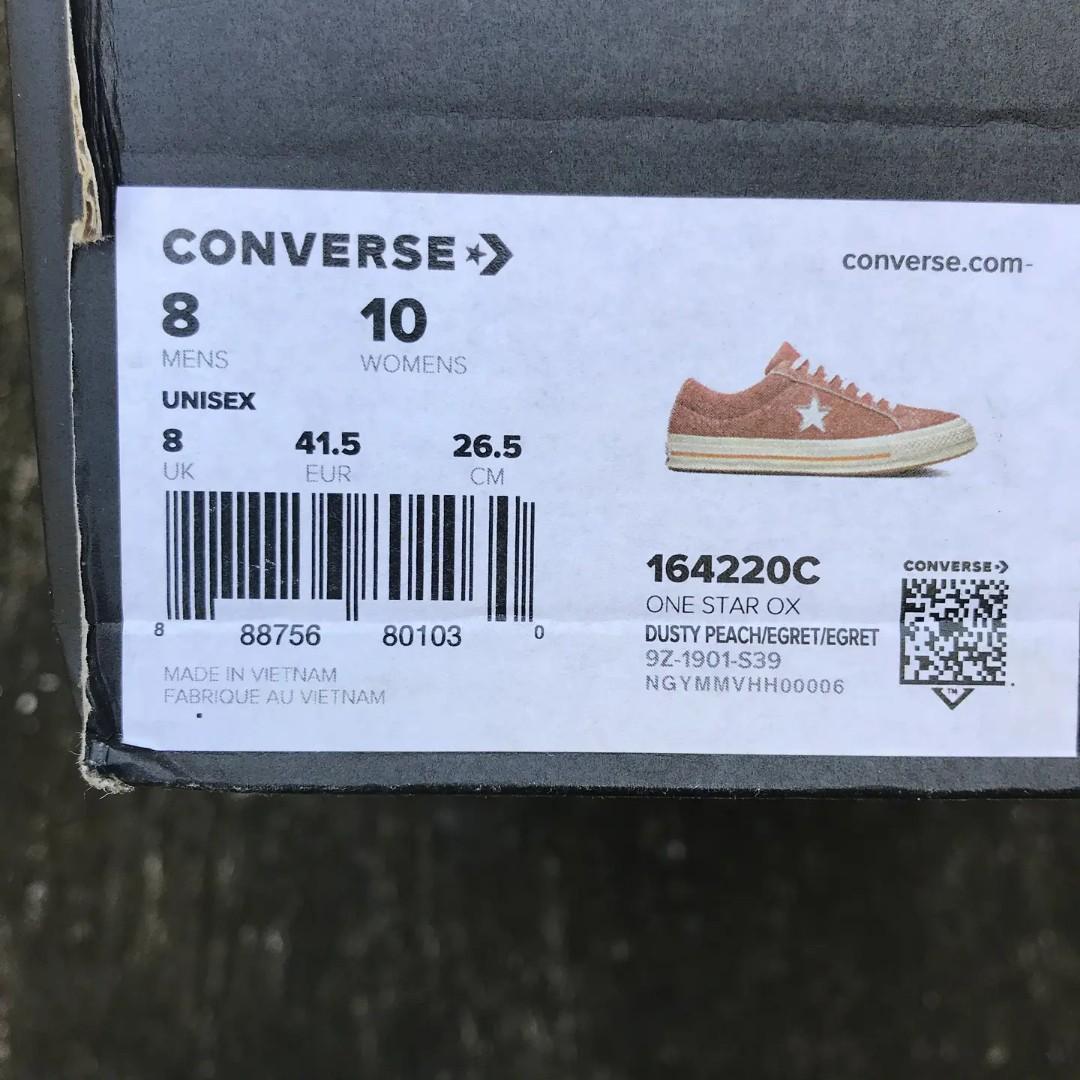 CONVERSE
converse.com-
8 10
MENS WOMENS
UNISEX
8 41.5 26.5
UK EUR CM
8 88756 80103 0
MADE IN VIETNAM
FABRIQUE AU VIETNAM
164220C
ONE STAR OX
DUSTY PEACH/EGRET/EGRET
9Z-1901-S39
NGYMMVHH00006
CONVERSE
TM